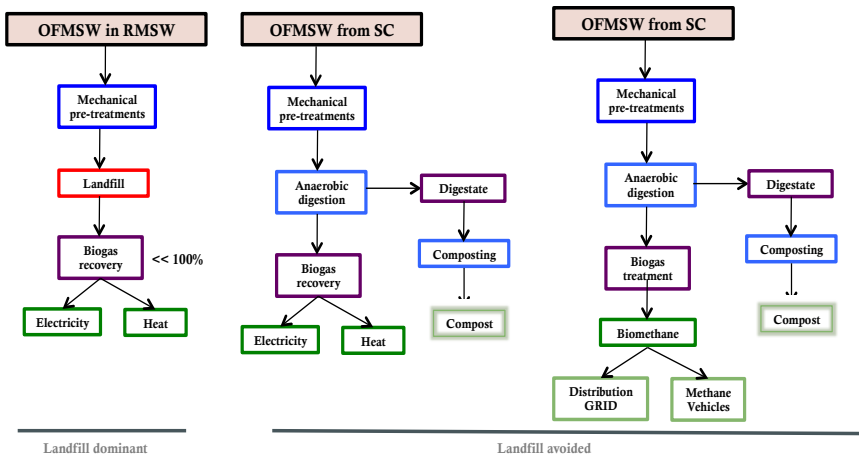 OFMSW in RMSW
Mechanical
pre-treatments
Landfill
Biogas
recovery
<< 100%
Electricity
Heat
Landfill dominant
OFMSW from SC
Mechanical
pre-treatments
Anaerobic
digestion
Digestate
Biogas
recovery
Composting
Electricity
Heat
Compost
OFMSW from SC
Mechanical
pre-treatments
Anaerobic
digestion
Digestate
Biogas
treatment
Composting
Biomethane
Compost
Distribution
GRID
Methane
Vehicles
Landfill avoided